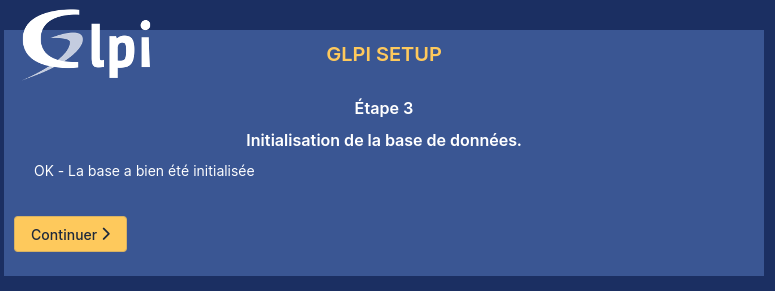 Glpi
GLPI SETUP
Étape 3
Initialisation de la base de données.
OK - La base a bien été initialisée
Continuer